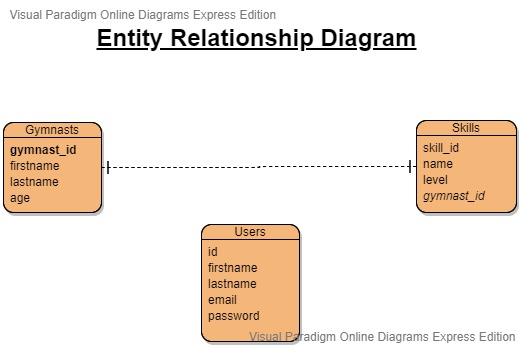 Visual Paradigm Online Diagrams Express Edition
Entity Relationship Diagram
Gymnasts
gymnast_id
firstname
lastname
age
Skills
skill_id
name
level
gymnast_id
Users
id
firstname
lastname
email
password
Visual Paradigm Online Diagrams Express Edition